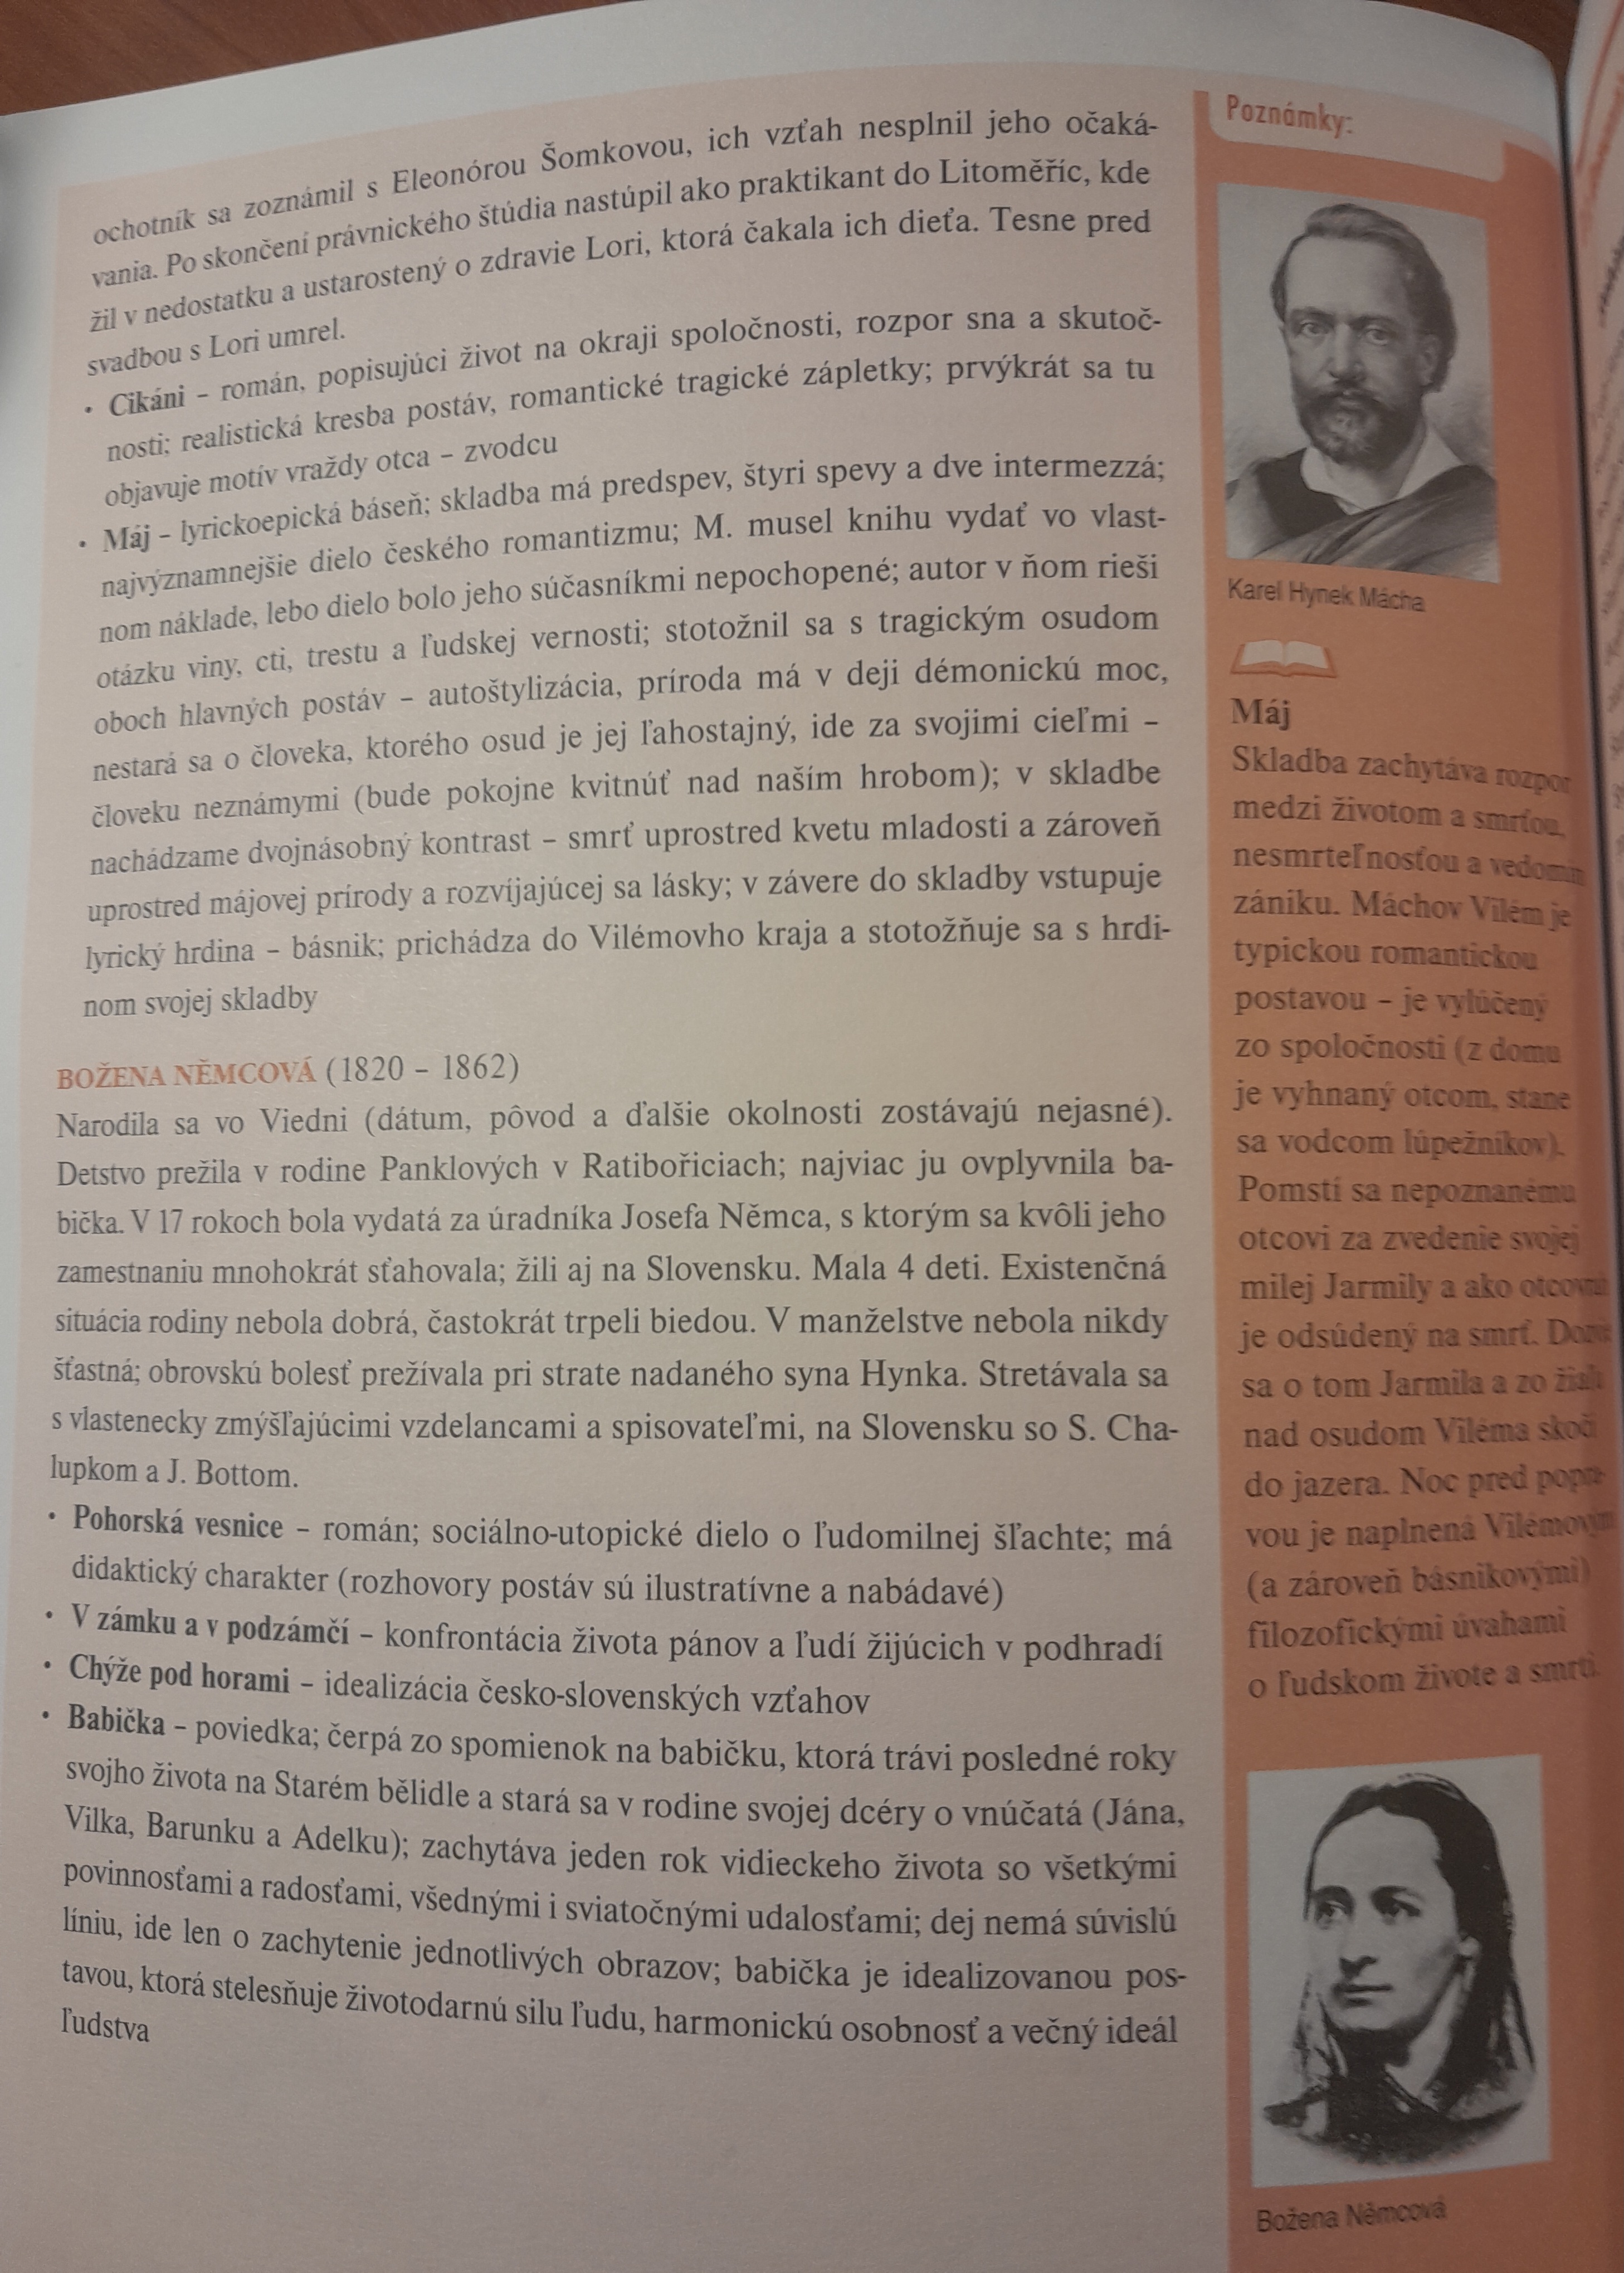 ochotník sa zoznámil s Eleonórou Šomkovou, ich vzťah nesplnil jeho očaká-
vania. Po skončení právnického štúdia nastúpil ako praktikant do Litoměříc, kde
žil v nedostatku a ustarostený o zdravie Lori, ktorá čakala ich dieťa. Tesne pred
svadbou s Lori umrel.
• Cikáni – román, popisujúci život na okraji spoločnosti, rozpor sna a skutoč-
nosti; realistická kresba postáv, romantické tragické zápletky; prvýkrát sa tu
objavuje motív vraždy otca – zvodcu
• Máj – lyrickoepická báseň; skladba má predspev, štyri spevy a dve intermezzá;
najvýznamnejšie dielo českého romantizmu; M. musel knihu vydať vo vlast-
nom náklade, lebo dielo bolo jeho súčasníkmi nepochopené; autor v ňom rieši
otázku viny, cti, trestu a ľudskej vernosti; stotožnil sa s tragickým osudom
oboch hlavných postáv – autoštylizácia, príroda má v deji démonickú moc,
nestará sa o človeka, ktorého osud je jej ľahostajný, ide za svojimi cieľmi –
človeku neznámymi (bude pokojne kvitnúť nad naším hrobom); v skladbe
nachádzame dvojnásobný kontrast – smrť uprostred kvetu mladosti a zároveň
uprostred májovej prírody a rozvíjajúcej sa lásky; v závere do skladby vstupuje
lyrický hrdina – básnik; prichádza do Vilémovho kraja a stotožňuje sa s hrdi-
nom svojej skladby
BOŽENA NĚMCOVÁ (1820 – 1862)
Narodila sa vo Viedni (dátum, pôvod a ďalšie okolnosti zostávajú nejasné).
Detstvo prežila v rodine Panklových v Ratibořiciach; najviac ju ovplyvnila ba-
bička. V 17 rokoch bola vydatá za úradníka Josefa Němca, s ktorým sa kvôli jeho
zamestnaniu mnohokrát sťahovala; žili aj na Slovensku. Mala 4 deti. Existenčná
situácia rodiny nebola dobrá, častokrát trpeli biedou. V manželstve nebola nikdy
šťastná; obrovskú bolesť prežívala pri strate nadaného syna Hynka. Stretávala sa
s vlastenecky zmýšľajúcimi vzdelancami a spisovateľmi, na Slovensku so S. Cha-
lupkom a J. Bottom.
• Pohorská vesnice – román; sociálno-utopické dielo o ľudomilnej šľachte; má
didaktický charakter (rozhovory postáv sú ilustratívne a nabádavé)
• V zámku a v podzámčí – konfrontácia života pánov a ľudí žijúcich v podhradí
• Chýže pod horami – idealizácia česko-slovenských vzťahov
• Babička – poviedka; čerpá zo spomienok na babičku, ktorá trávi posledné roky
svojho života na Starém bělidle a stará sa v rodine svojej dcéry o vnúčatá (Jána,
Vilka, Barunku a Adelku); zachytáva jeden rok vidieckeho života so všetkými
povinnosťami a radosťami, všednými i sviatočnými udalosťami; dej nemá súvislú
líniu, ide len o zachytenie jednotlivých obrazov; babička je idealizovanou pos-
tavou, ktorá stelesňuje životodarnú silu ľudu, harmonickú osobnosť a večný ideál
ľudstva
Poznámky:
Karel Hynek Mácha
Máj
Skladba zachytáva rozpor
medzi životom a smrťou,
nesmrteľnosťou a vedomím
zániku. Máchov Vilém je
typickou romantickou
postavou – je vylúčený
zo spoločnosti (z domu
je vyhnaný otcom, stane
sa vodcom lúpežníkov).
Pomstí sa nepoznanému
otcovi za zvedenie svojej
milej Jarmily a ako
je odsúdený na smrť.
sa o tom Jarmila a zo
nad osudom Viléma skočí
do jazera. Noc pred popra-
vou je naplnená
(a zároveň básnikovými)
filozofickými úvahami
o ľudskom živote a smrti.
Božena Němcová